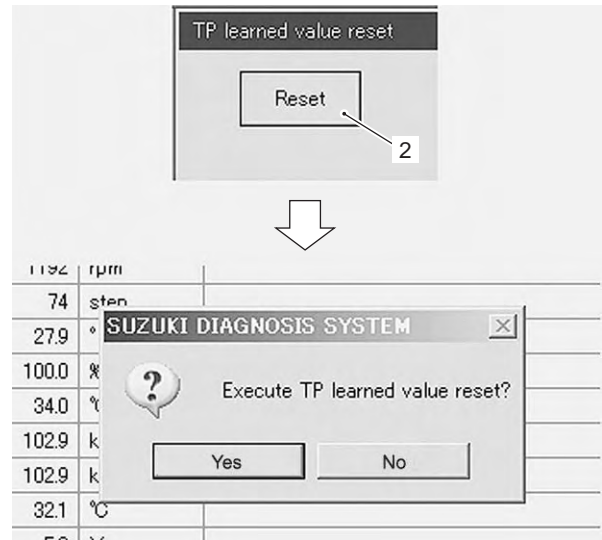 TP learned value reset
Reset
2
1192 rpm
74 step
27.9 °
SUZUKI DIAGNOSIS SYSTEM
100.0 %
Execute TP learned value reset?
34.0 °C
102.9 k
Yes No
102.9 k
32.1 °C